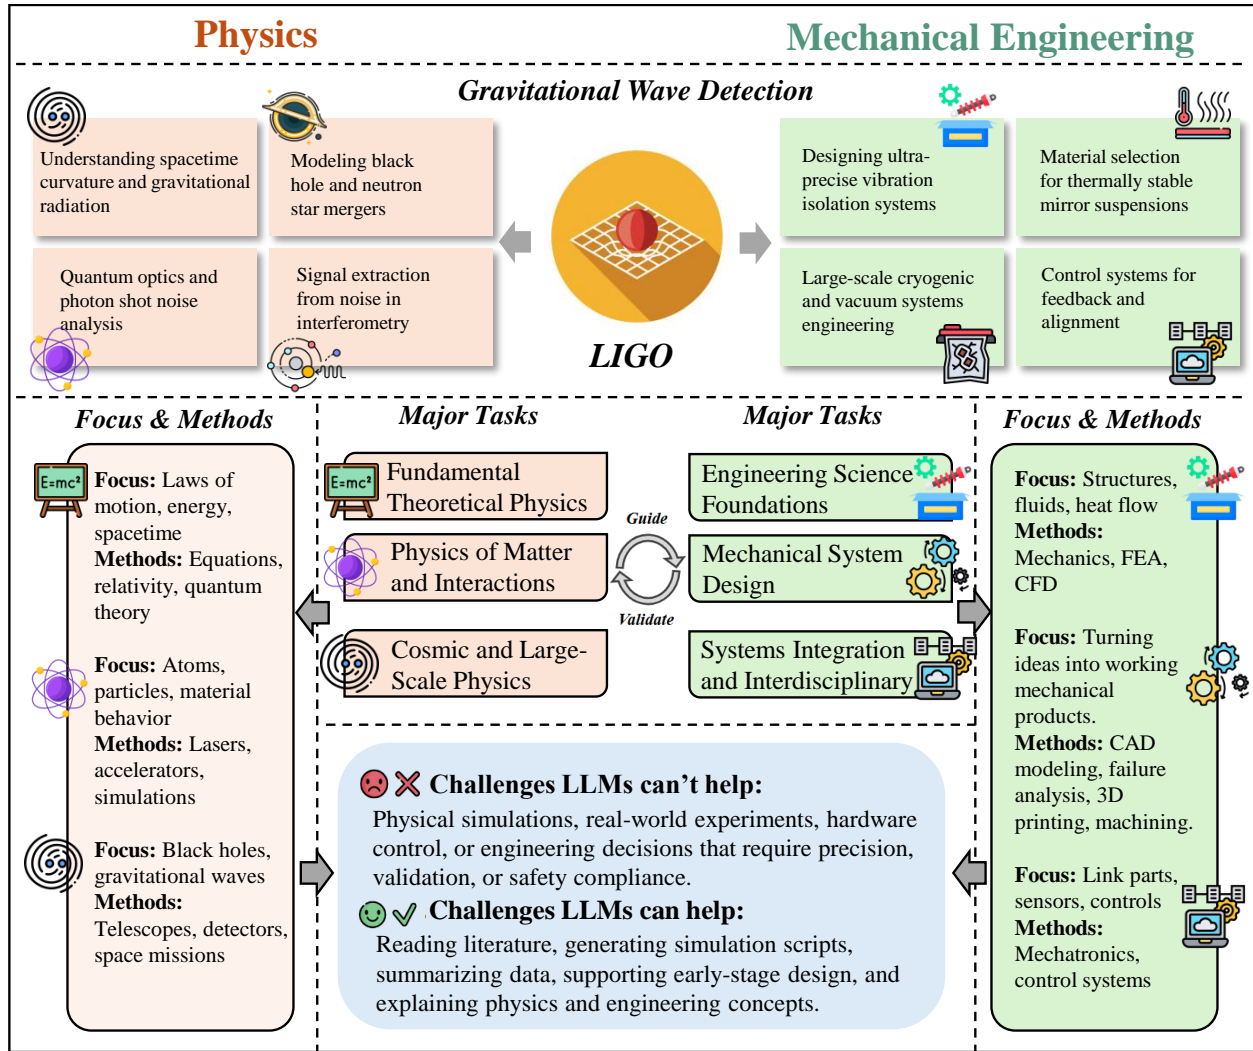 Physics
Mechanical Engineering
Gravitational Wave Detection
Understanding spacetime
curvature and gravitational
radiation
Modeling black
hole and neutron
star mergers
Quantum optics and
photon shot noise
analysis
Signal extraction
from noise in
interferometry
LIGO
Designing ultra-
precise vibration
isolation systems
Material selection
for thermally stable
mirror suspensions
Large-scale cryogenic
and vacuum systems
engineering
Control systems for
feedback and
alignment
Focus & Methods
E=mc²
Focus: Laws of
motion, energy,
spacetime
Methods: Equations,
relativity, quantum
theory
Focus: Atoms,
particles, material
behavior
Methods: Lasers,
accelerators,
simulations
Focus: Black holes,
gravitational waves
Methods:
Telescopes, detectors,
space missions
Major Tasks
E=mc²
Fundamental
Theoretical Physics
Physics of Matter
and Interactions
Cosmic and Large-
Scale Physics
Guide
Validate
Major Tasks
Engineering Science
Foundations
Mechanical System
Design
Systems Integration
and Interdisciplinary
Challenges LLMs can't help:
Physical simulations, real-world experiments, hardware
control, or engineering decisions that require precision,
validation, or safety compliance.
Challenges LLMs can help:
Reading literature, generating simulation scripts,
summarizing data, supporting early-stage design, and
explaining physics and engineering concepts.
Focus & Methods
Focus: Structures,
fluids, heat flow
Methods:
Mechanics, FEA,
CFD
Focus: Turning
ideas into working
mechanical
products.
Methods: CAD
modeling, failure
analysis, 3D
printing, machining.
Focus: Link parts,
sensors, controls
Methods:
Mechatronics,
control systems